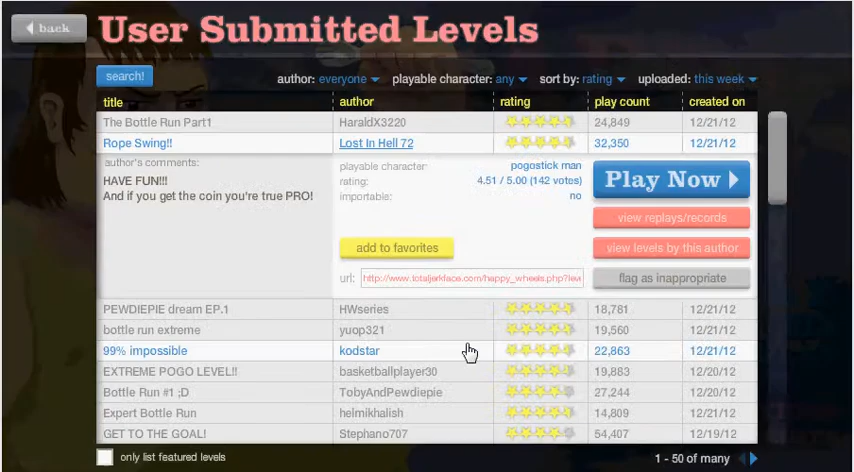 back
User Submitted Levels
search!
author: everyone playable character: any sort by: rating uploaded: this week
title author rating play count created on
The Bottle Run Part1 HaraldX3220 24,849 12/21/12
Rope Swing!! Lost In Hell 72 32,350 12/21/12
author's comments:
HAVE FUN!!!
And if you get the coin you're true PRO!
playable character: pogostick man
rating: 4.51 / 5.00 (142 votes)
importable: no
Play Now
view replays/records
add to favorites
view levels by this author
url: http://www.totaljerkface.com/happy_wheels.php?leve
flag as inappropriate
PEWDIEPIE dream EP.1 HWseries 18,781 12/21/12
bottle run extreme yuop321 19,560 12/21/12
99% impossible kodstar 22,863 12/21/12
EXTREME POGO LEVEL!! basketballplayer30 19,883 12/20/12
Bottle Run #1 ;D TobyAndPewdiepie 27,244 12/20/12
Expert Bottle Run helmikhalish 14,809 12/21/12
GET TO THE GOAL! Stephano707 54,407 12/19/12
only list featured levels
1 - 50 of many